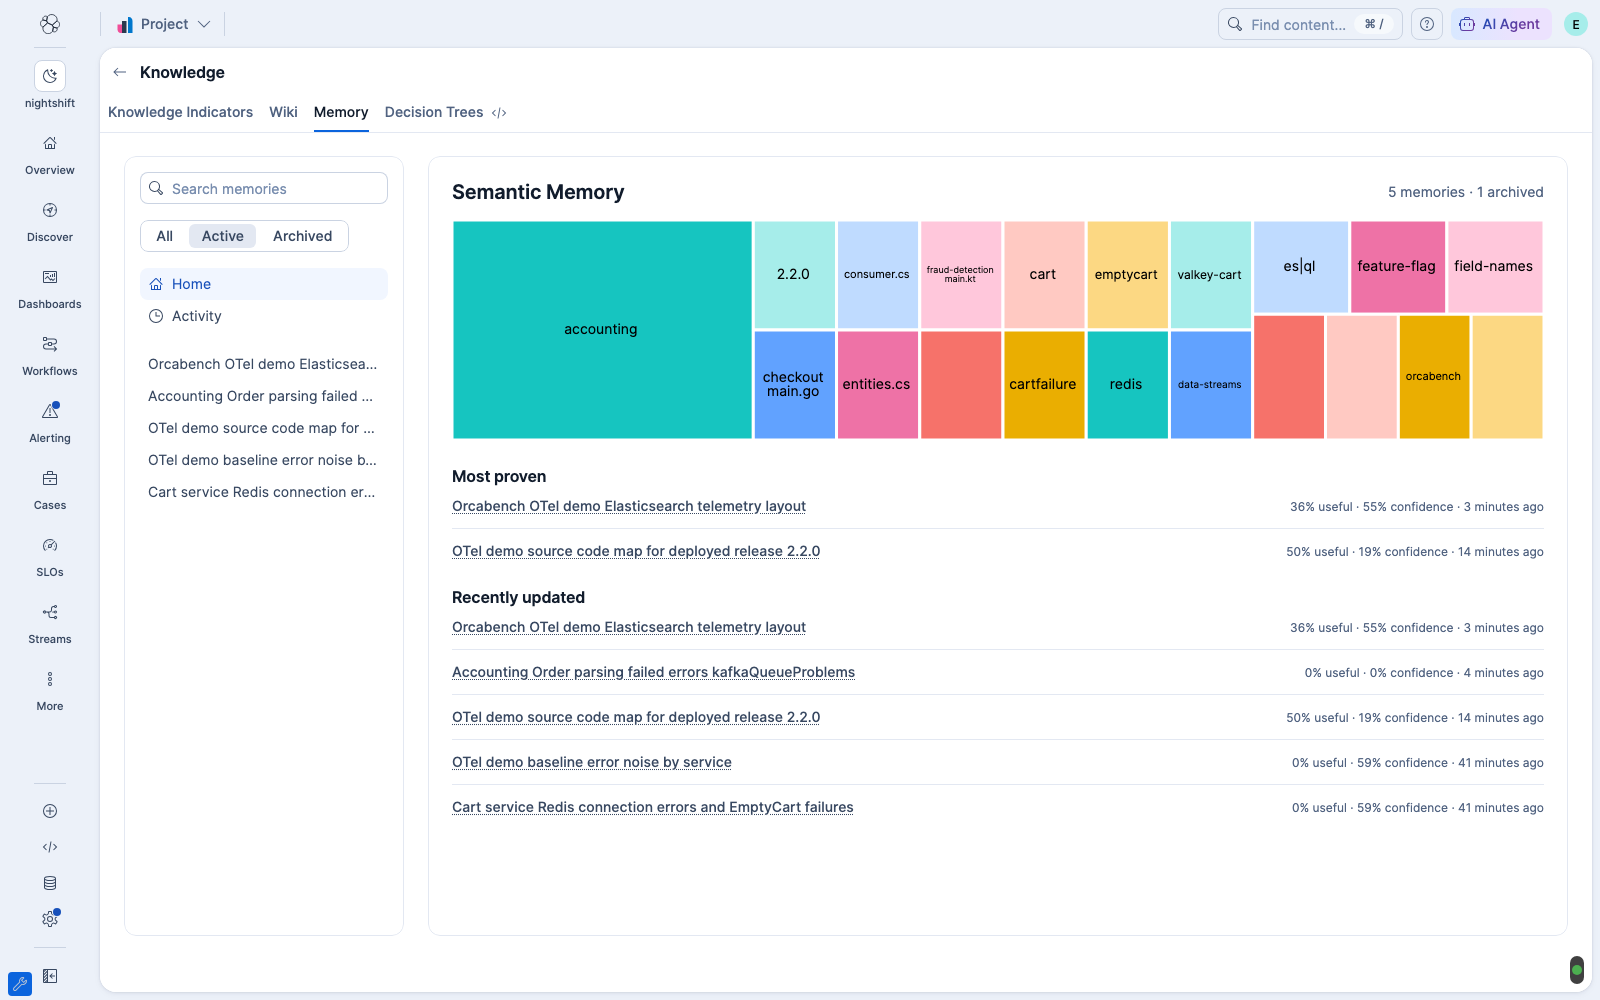 Project
Find content...
⌘ /
AI Agent
E
nightshift
Overview
Discover
Dashboards
Workflows
Alerting
Cases
SLOs
Streams
More
Knowledge
Knowledge Indicators
Wiki
Memory
Decision Trees
Search memories
All
Active
Archived
Home
Activity
Orcabench OTel demo Elasticsea...
Accounting Order parsing failed ...
OTel demo source code map for ...
OTel demo baseline error noise b...
Cart service Redis connection er...
Semantic Memory
5 memories · 1 archived
accounting
2.2.0
consumer.cs
fraud-detection
main.kt
cart
emptycart
valkey-cart
es|ql
feature-flag
field-names
checkout
main.go
entities.cs
cartfailure
redis
data-streams
orcabench
Most proven
Orcabench OTel demo Elasticsearch telemetry layout
36% useful · 55% confidence · 3 minutes ago
OTel demo source code map for deployed release 2.2.0
50% useful · 19% confidence · 14 minutes ago
Recently updated
Orcabench OTel demo Elasticsearch telemetry layout
36% useful · 55% confidence · 3 minutes ago
Accounting Order parsing failed errors kafkaQueueProblems
0% useful · 0% confidence · 4 minutes ago
OTel demo source code map for deployed release 2.2.0
50% useful · 19% confidence · 14 minutes ago
OTel demo baseline error noise by service
0% useful · 59% confidence · 41 minutes ago
Cart service Redis connection errors and EmptyCart failures
0% useful · 59% confidence · 41 minutes ago